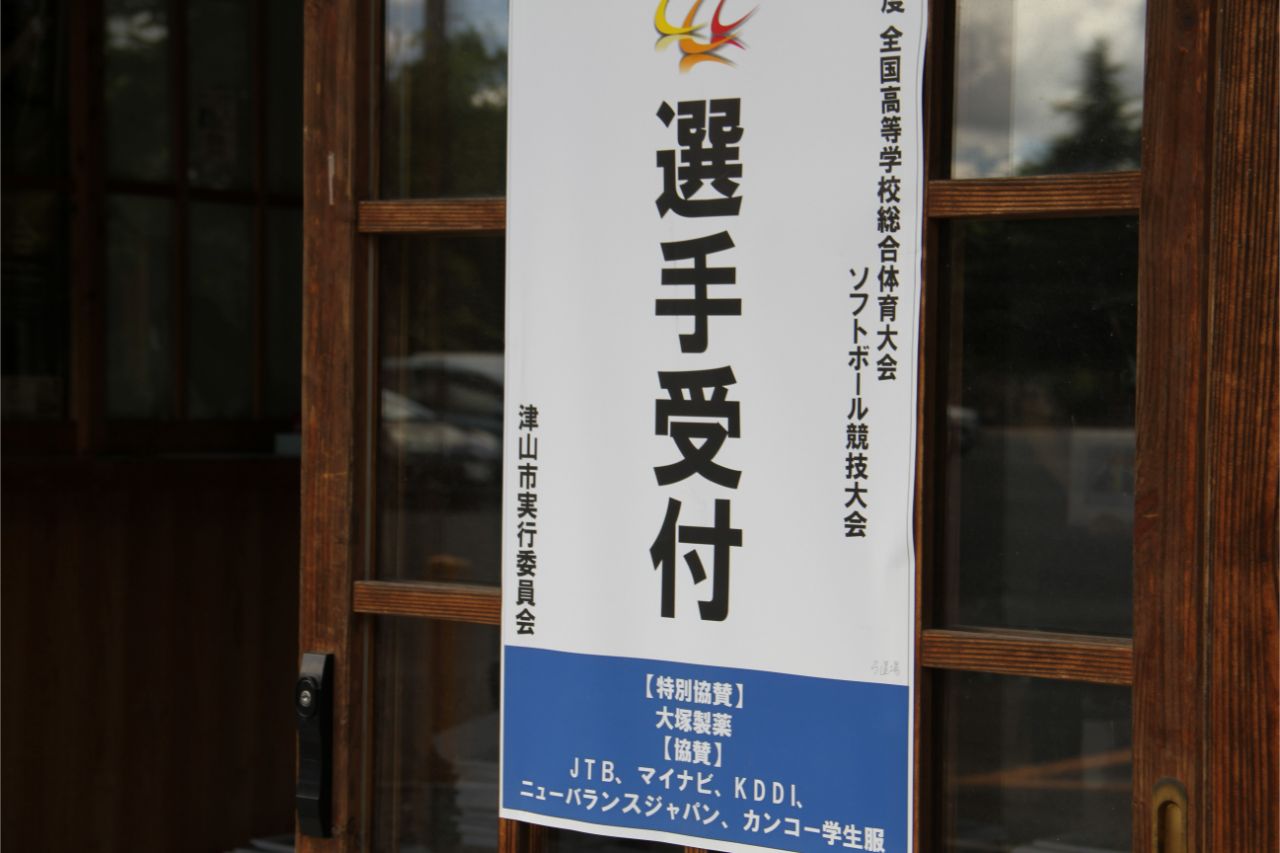 度 全国高等学校総合体育大会
ソフトボール競技大会
選手受付
津山市実行委員会
弓道場
【特別協賛】
大塚製薬
【協賛】
JTB、マイナビ、KDDI、
ニューバランスジャパン、カンコー学生服